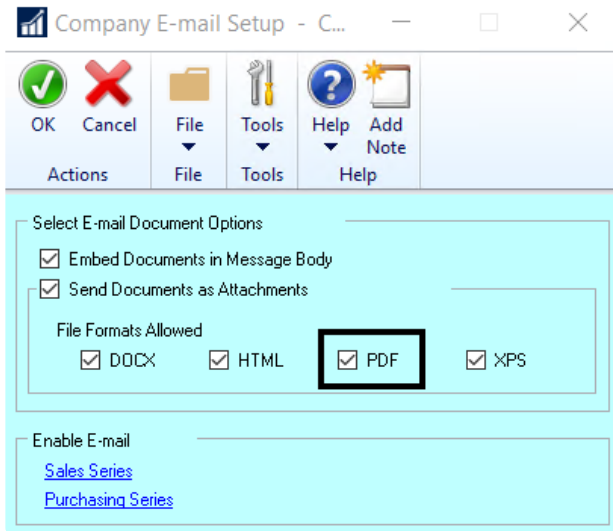 Company E-mail Setup - C...
OK Cancel File Tools Help Add Note
Actions File Tools Help
Select E-mail Document Options
Embed Documents in Message Body
Send Documents as Attachments
File Formats Allowed
DOCX HTML PDF XPS
Enable E-mail
Sales Series
Purchasing Series